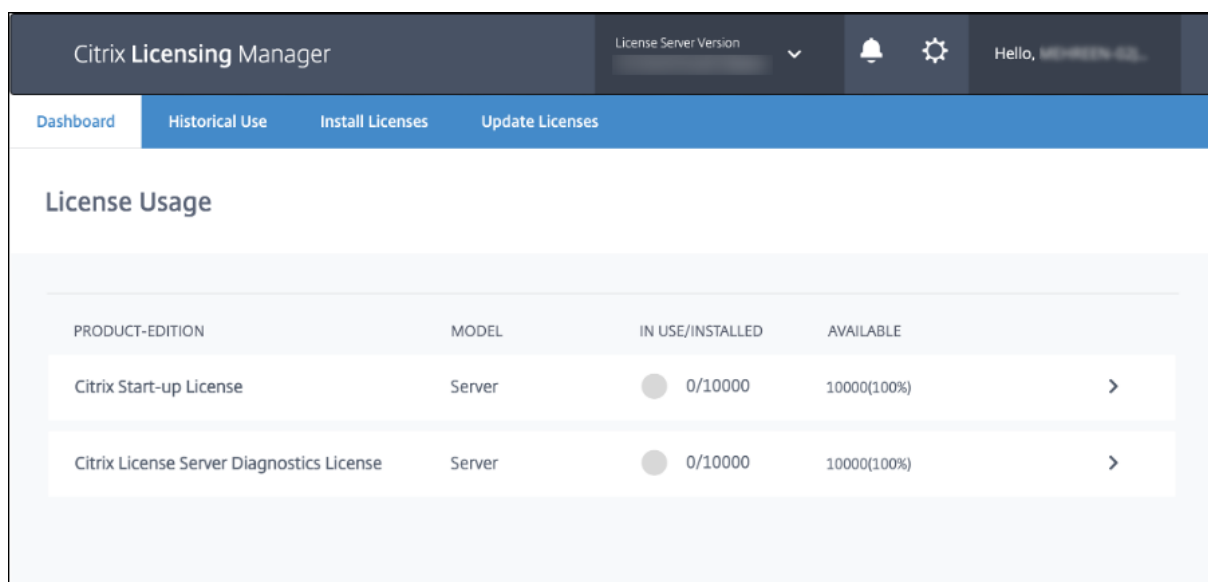 Citrix Licensing Manager
License Server Version
Hello,
Dashboard Historical Use Install Licenses Update Licenses
License Usage
PRODUCT-EDITION MODEL IN USE/INSTALLED AVAILABLE
Citrix Start-up License Server 0/10000 10000(100%)
Citrix License Server Diagnostics License Server 0/10000 10000(100%)